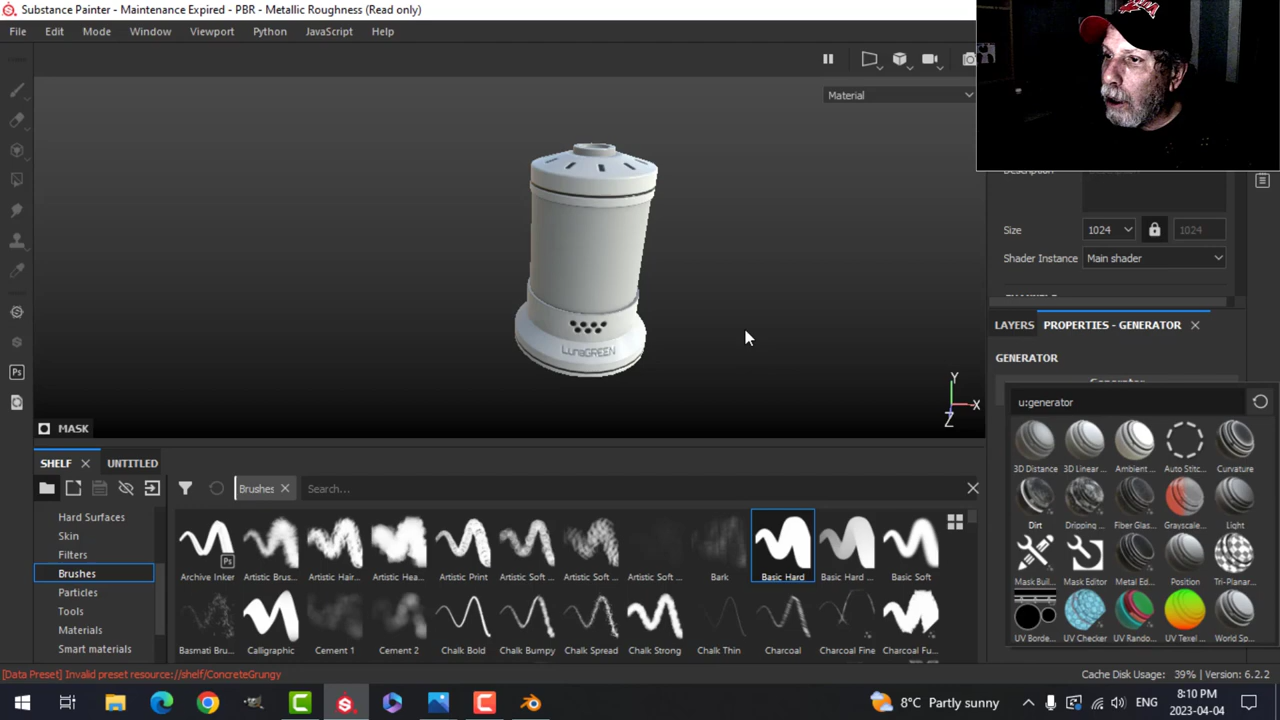 Substance Painter - Maintenance Expired - PBR - Metallic Roughness (Read only)
File Edit Mode Window Viewport Python JavaScript Help
Material
Size 1024 1024
Shader Instance Main shader
LAYERS PROPERTIES - GENERATOR
GENERATOR
u:generator
3D Distance 3D Linear ... Ambient ... Auto Stitc... Curvature
Dirt Dripping ... Fiber Glas... Grayscale... Light
Mask Buil... Mask Editor Metal Ed... Position Tri-Planar...
UV Borde... UV Checker UV Rando... UV Texel ... World Sp...
LunaGREEN
Y
X
Z
MASK
SHELF UNTITLED
Brushes Search...
Hard Surfaces
Skin
Filters
Brushes
Particles
Tools
Materials
Smart materials
Ps
Archive Inker Artistic Brus... Artistic Hair... Artistic Hea... Artistic Print Artistic Soft ... Artistic Soft ... Artistic Soft ... Bark Basic Hard Basic Hard ... Basic Soft
Basmati Bru... Calligraphic Cement 1 Cement 2 Chalk Bold Chalk Bumpy Chalk Spread Chalk Strong Chalk Thin Charcoal Charcoal Fine Charcoal Fu...
[Data Preset] Invalid preset resource://shelf/ConcreteGrungy
Cache Disk Usage: 39% | Version: 6.2.2
8°C Partly sunny
ENG
8:10 PM
2023-04-04